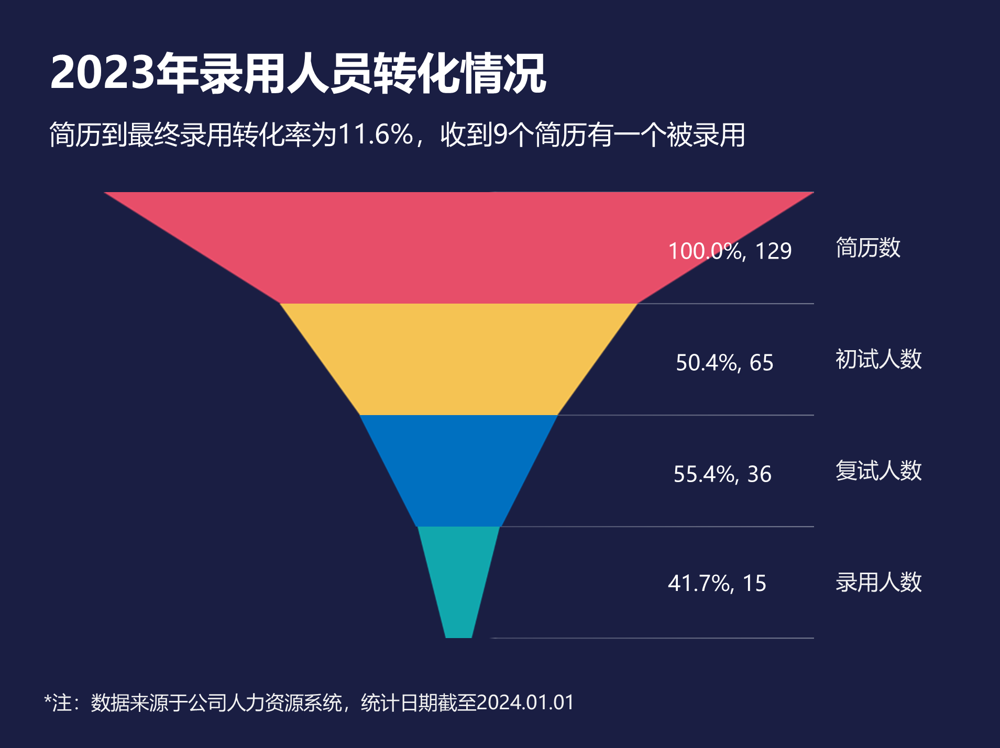 2023年录用人员转化情况
简历到最终录用转化率为11.6%，收到9个简历有一个被录用
100.0%, 129 简历数
50.4%, 65 初试人数
55.4%, 36 复试人数
41.7%, 15 录用人数
*注：数据来源于公司人力资源系统，统计日期截至2024.01.01